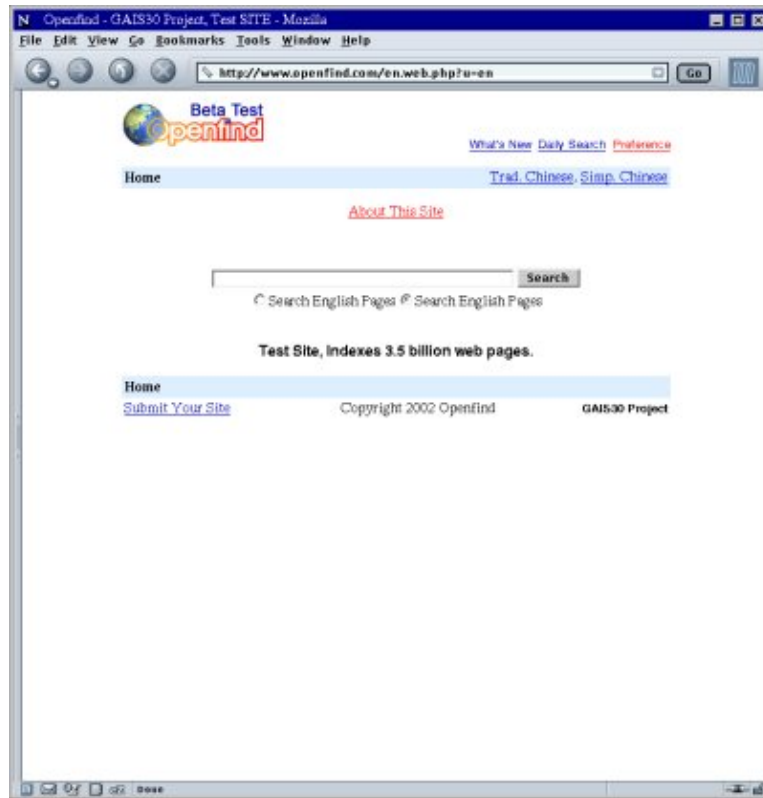 N Openfind - GAIS30 Project, Test SITE - Mozilla
File Edit View Go Bookmarks Tools Window Help
http://www.openfind.com/en.web.php?u=en Go
Beta Test
Openfind
What's New Daily Search Preference
Home Trad. Chinese, Simp. Chinese
About This Site
Search
Search English Pages Search English Pages
Test Site, Indexes 3.5 billion web pages.
Home
Submit Your Site Copyright 2002 Openfind GAIS30 Project
Done